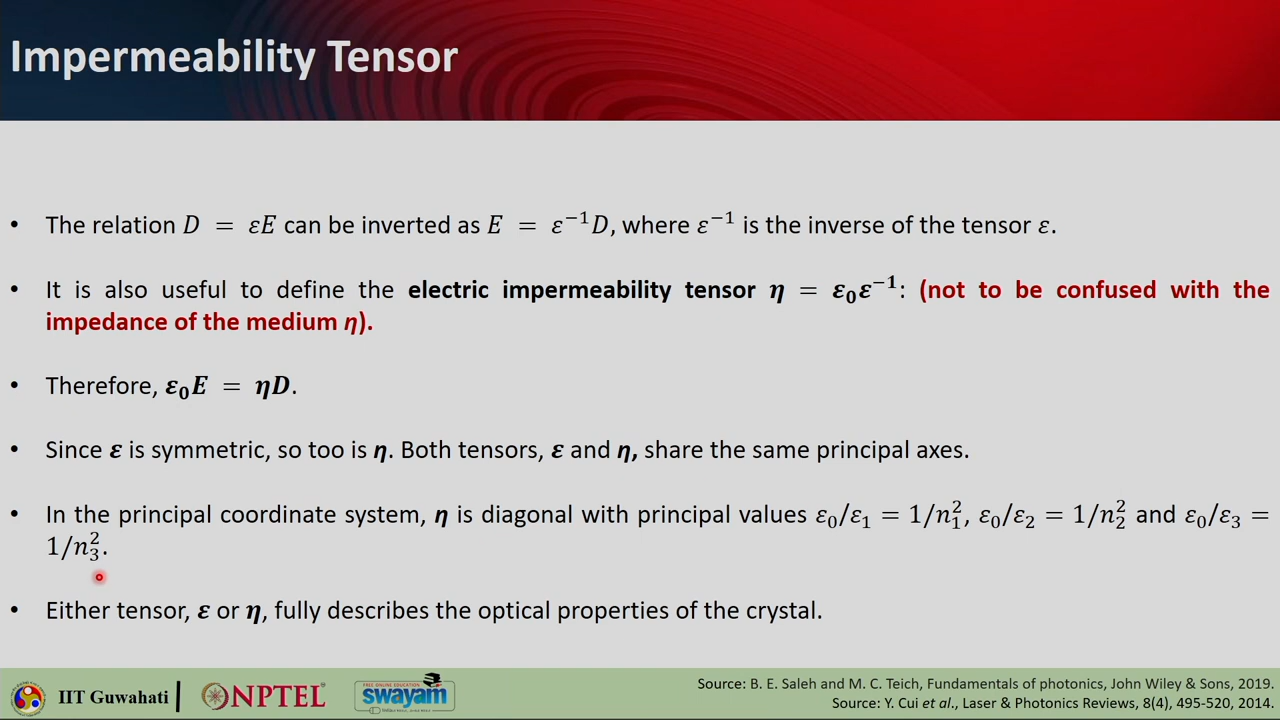 Impermeability Tensor
• The relation D = εE can be inverted as E = ε⁻¹D, where ε⁻¹ is the inverse of the tensor ε.
• It is also useful to define the electric impermeability tensor η = ε₀ε⁻¹: (not to be confused with the
impedance of the medium η).
• Therefore, ε₀E = ηD.
• Since ε is symmetric, so too is η. Both tensors, ε and η, share the same principal axes.
• In the principal coordinate system, η is diagonal with principal values ε₀/ε₁ = 1/n₁², ε₀/ε₂ = 1/n₂² and ε₀/ε₃ =
1/n₃².
• Either tensor, ε or η, fully describes the optical properties of the crystal.
IIT Guwahati
NPTEL
FREE ONLINE EDUCATION
swayam
Source: B. E. Saleh and M. C. Teich, Fundamentals of photonics, John Wiley & Sons, 2019.
Source: Y. Cui et al., Laser & Photonics Reviews, 8(4), 495-520, 2014.